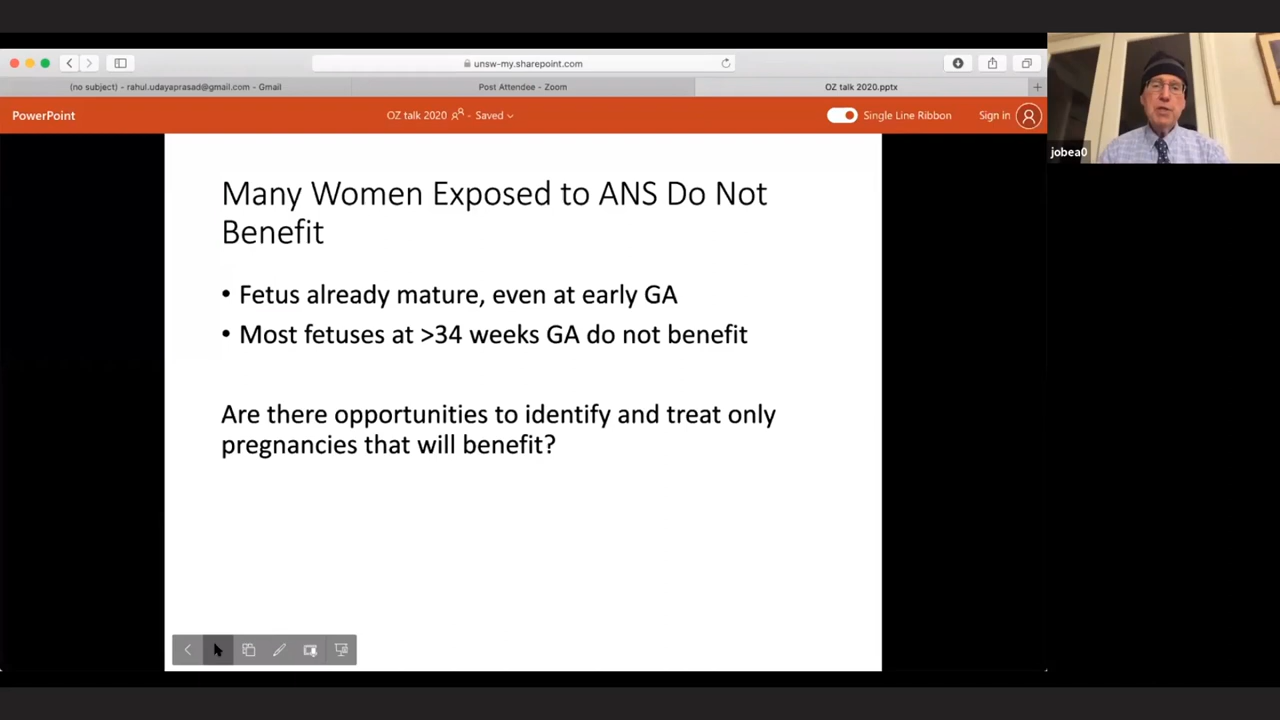 unsw-my.sharepoint.com
(no subject) - rahul.udayaprasad@gmail.com - Gmail
Post Attendee - Zoom
OZ talk 2020.pptx
PowerPoint
OZ talk 2020 - Saved
Single Line Ribbon
Sign in
jobea0
Many Women Exposed to ANS Do Not
Benefit
• Fetus already mature, even at early GA
• Most fetuses at >34 weeks GA do not benefit
Are there opportunities to identify and treat only
pregnancies that will benefit?